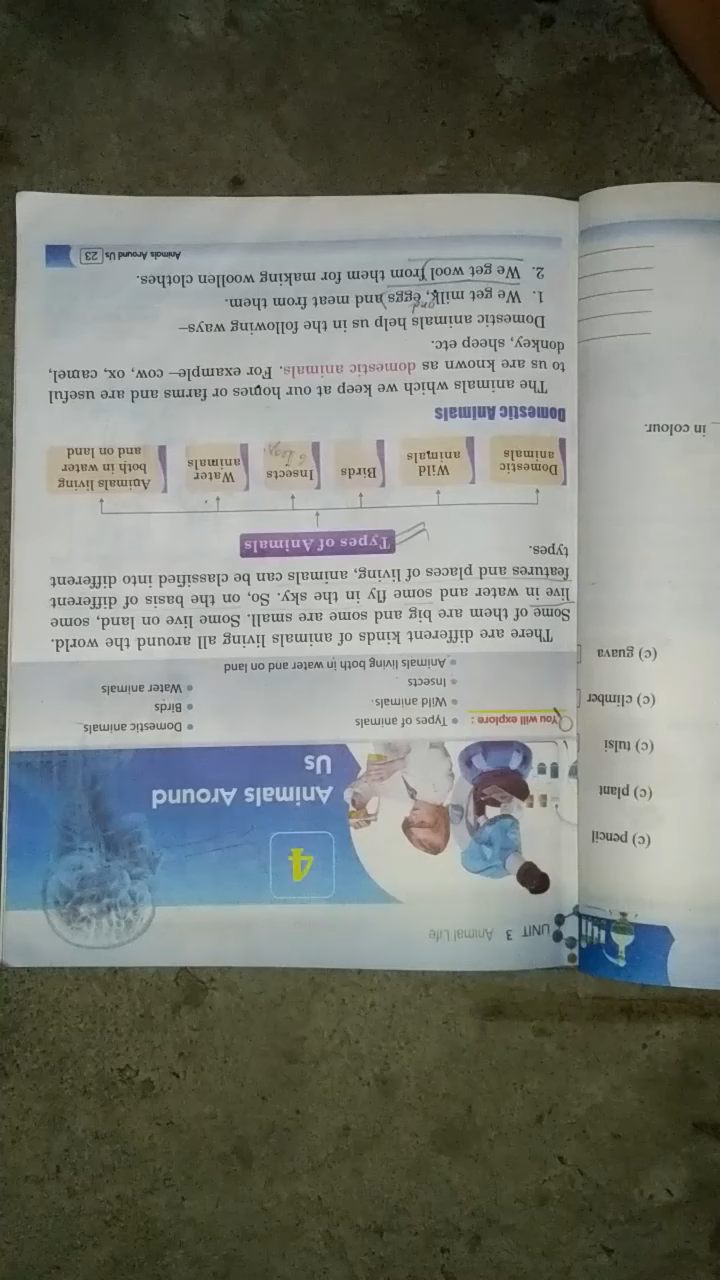 UNIT 3 Animal Life
4
Animals Around
Us
You will explore :
• Types of animals
• Domestic animals
• Wild animals
• Birds
• Insects
• Water animals
• Animals living both in water and on land
There are different kinds of animals living all around the world.
Some of them are big and some are small. Some live on land, some
live in water and some fly in the sky. So, on the basis of different
features and places of living, animals can be classified into different
types.
Types of Animals
Domestic
animals
Wild
animals
Birds
Insects
6 legs
Water
animals
Animals living
both in water
and on land
Domestic Animals
The animals which we keep at our homes or farms and are useful
to us are known as domestic animals. For example– cow, ox, camel,
donkey, sheep etc.
Domestic animals help us in the following ways–
and
1. We get milk, eggs and meat from them.
2. We get wool from them for making woollen clothes.
Animals Around Us 23
(c) pencil
(c) plant
(c) tulsi
(c) climber
(c) guava
in colour.